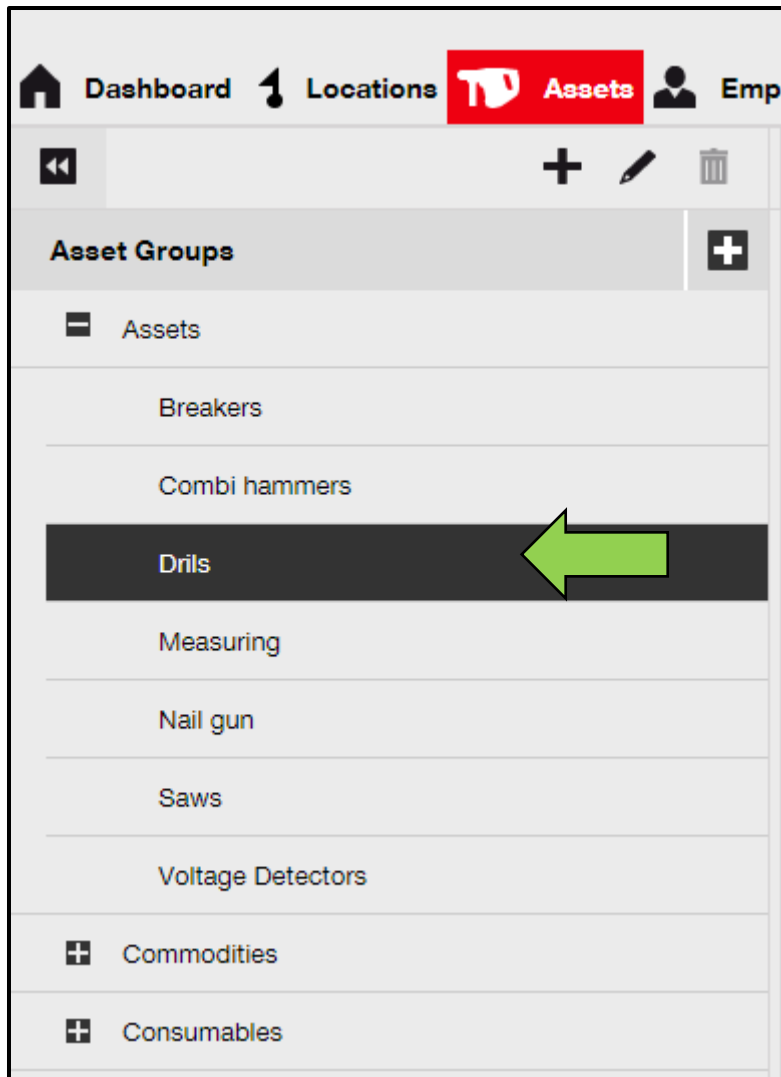 Dashboard Locations Assets Emp
Asset Groups
Assets
Breakers
Combi hammers
Drils
Measuring
Nail gun
Saws
Voltage Detectors
Commodities
Consumables